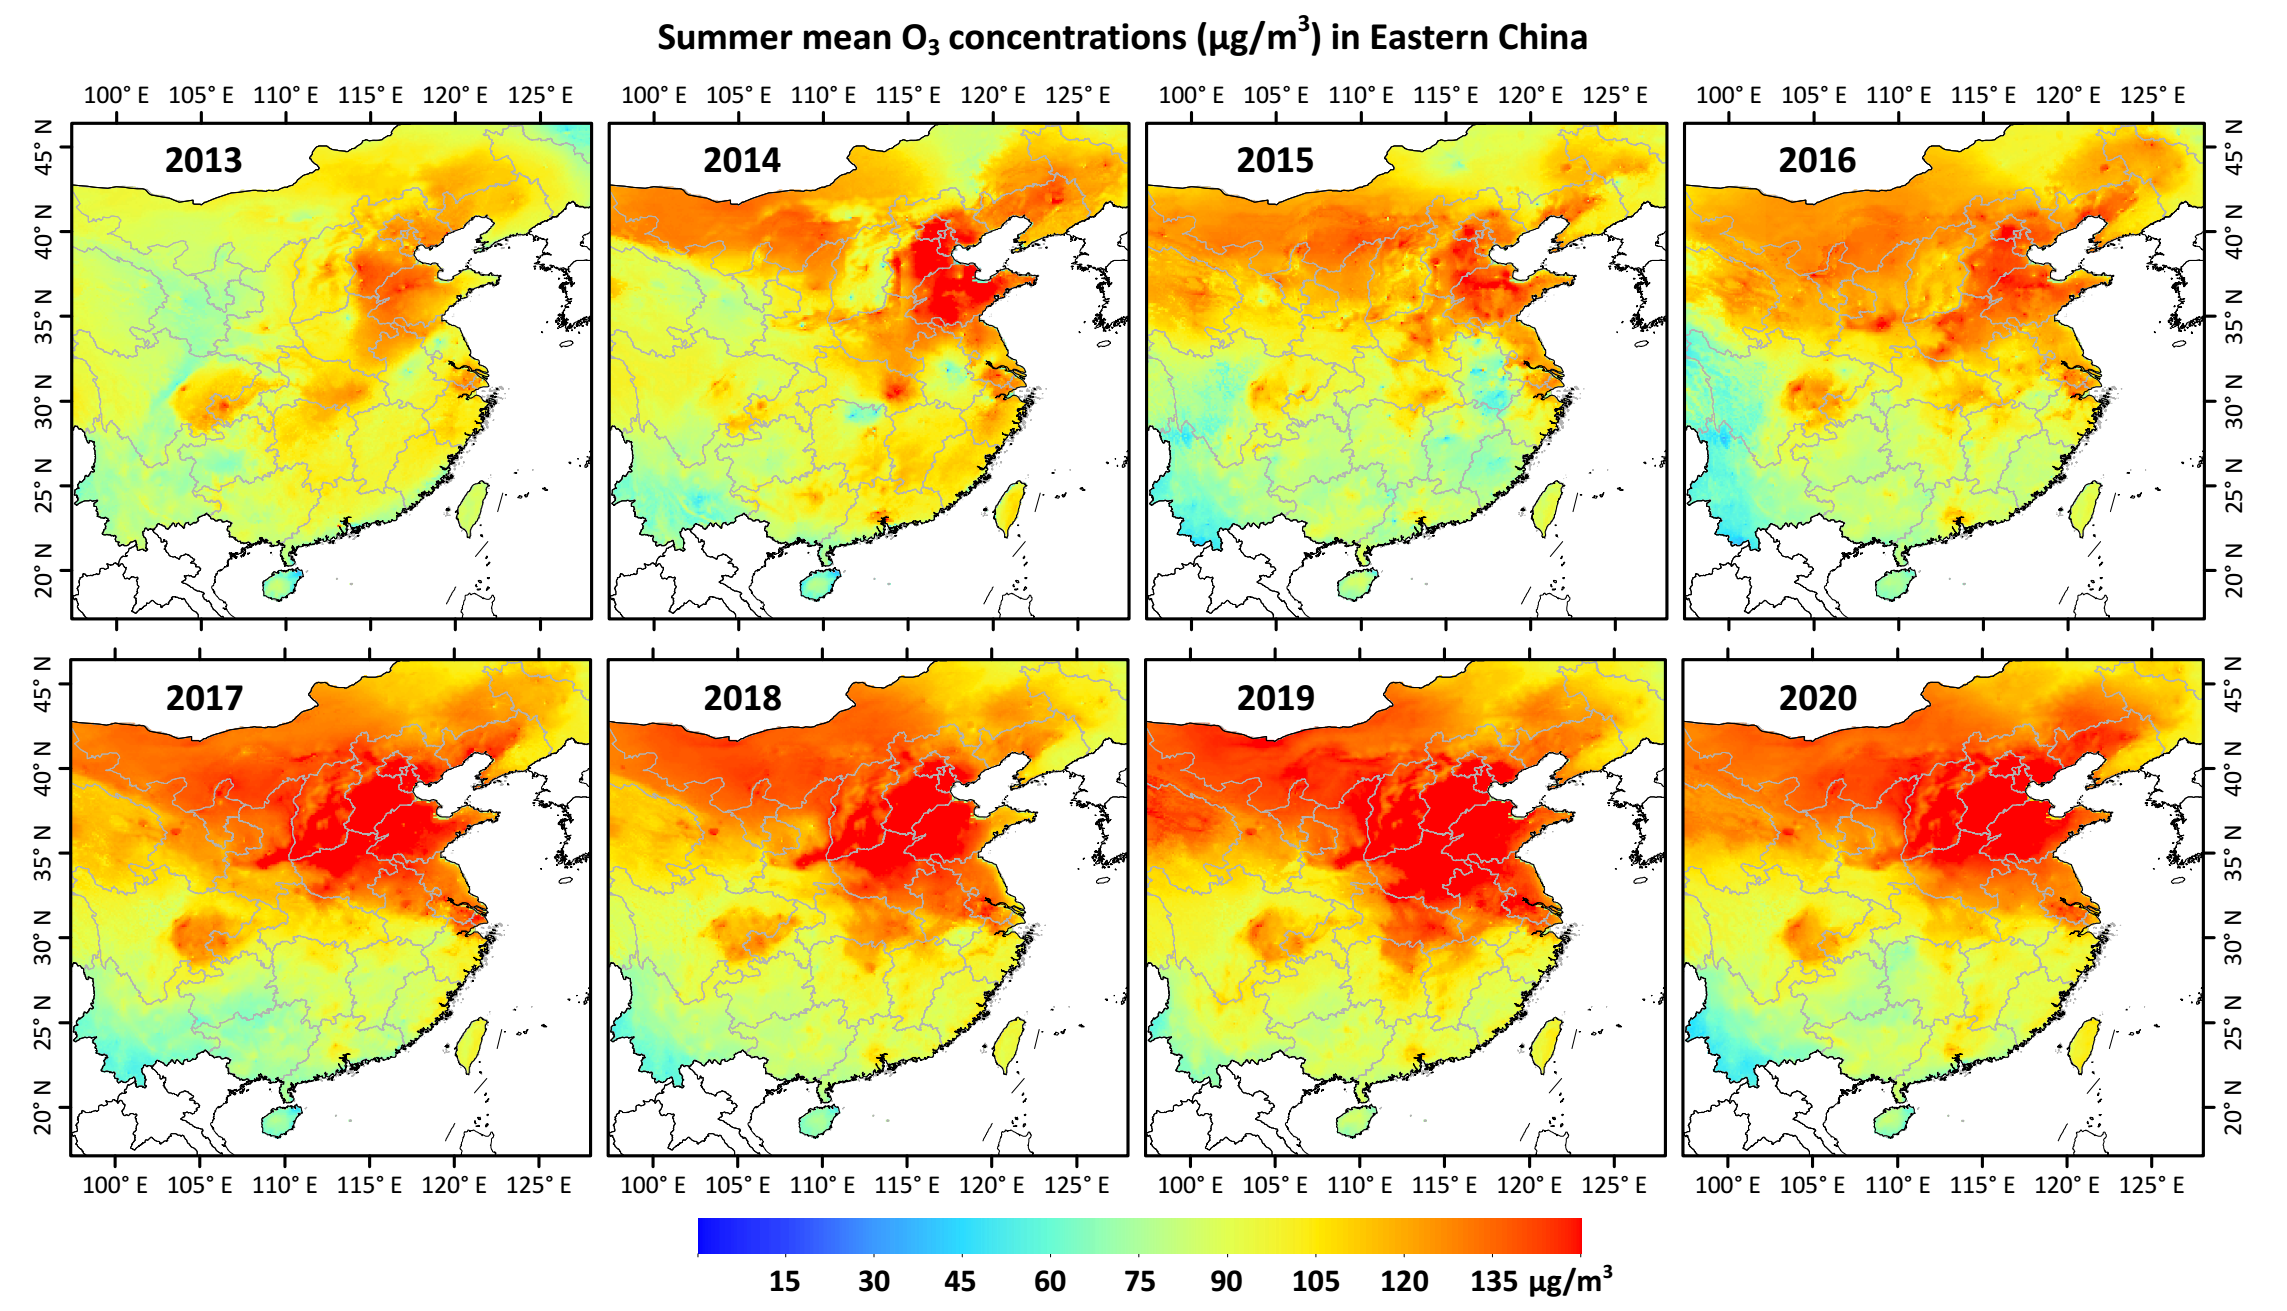 Summer mean O₃ concentrations (μg/m³) in Eastern China
100° E 105° E 110° E 115° E 120° E 125° E 100° E 105° E 110° E 115° E 120° E 125° E 100° E 105° E 110° E 115° E 120° E 125° E 100° E 105° E 110° E 115° E 120° E 125° E
2013 2014 2015 2016
45° N 45° N
40° N 40° N
35° N 35° N
30° N 30° N
25° N 25° N
20° N 20° N
2017 2018 2019 2020
45° N 45° N
40° N 40° N
35° N 35° N
30° N 30° N
25° N 25° N
20° N 20° N
100° E 105° E 110° E 115° E 120° E 125° E 100° E 105° E 110° E 115° E 120° E 125° E 100° E 105° E 110° E 115° E 120° E 125° E 100° E 105° E 110° E 115° E 120° E 125° E
15 30 45 60 75 90 105 120 135 μg/m³